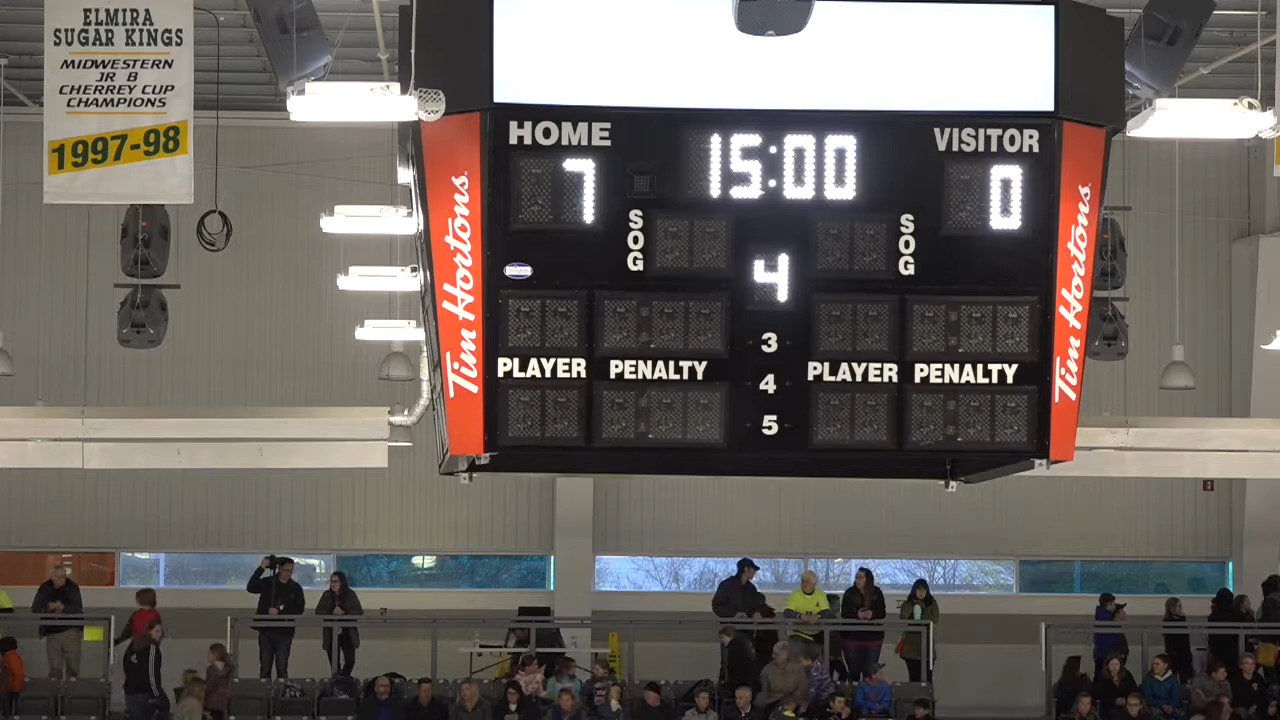 ELMIRA
SUGAR KINGS
MIDWESTERN
JR B
CHERREY CUP
CHAMPIONS
1997-98
HOME
15:00
VISITOR
7
0
SOG
SOG
4
Tim Hortons
Tim Hortons
3
PLAYER
PENALTY
4
PLAYER
PENALTY
5